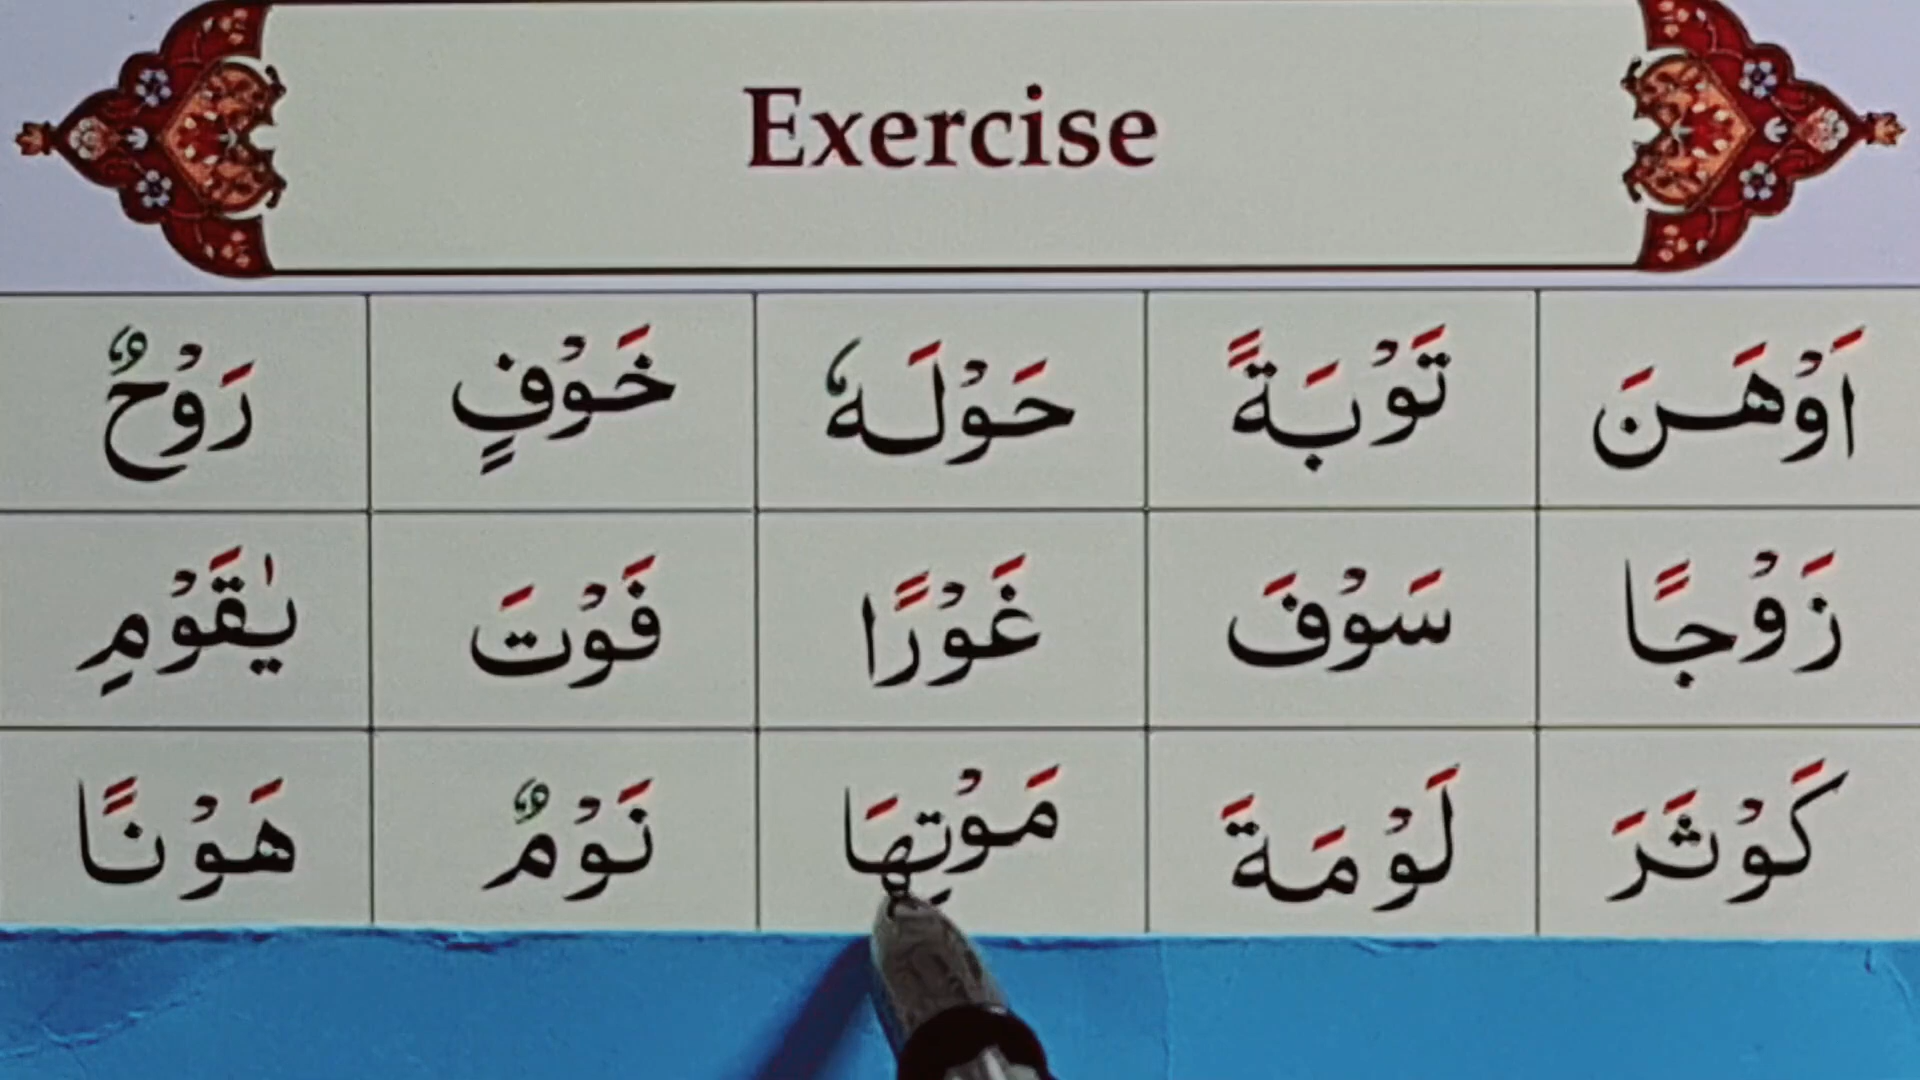 Exercise
اَوْهَنَ تَوْبَةً حَوْلَهٗ خَوْفٍ رَوْحٌ
زَوْجًا سَوْفَ غَوْرًا فَوْتَ يٰقَوْمِ
كَوْثَرَ لَوْمَةَ مَوْتِهَا نَوْمٌ هَوْنًا